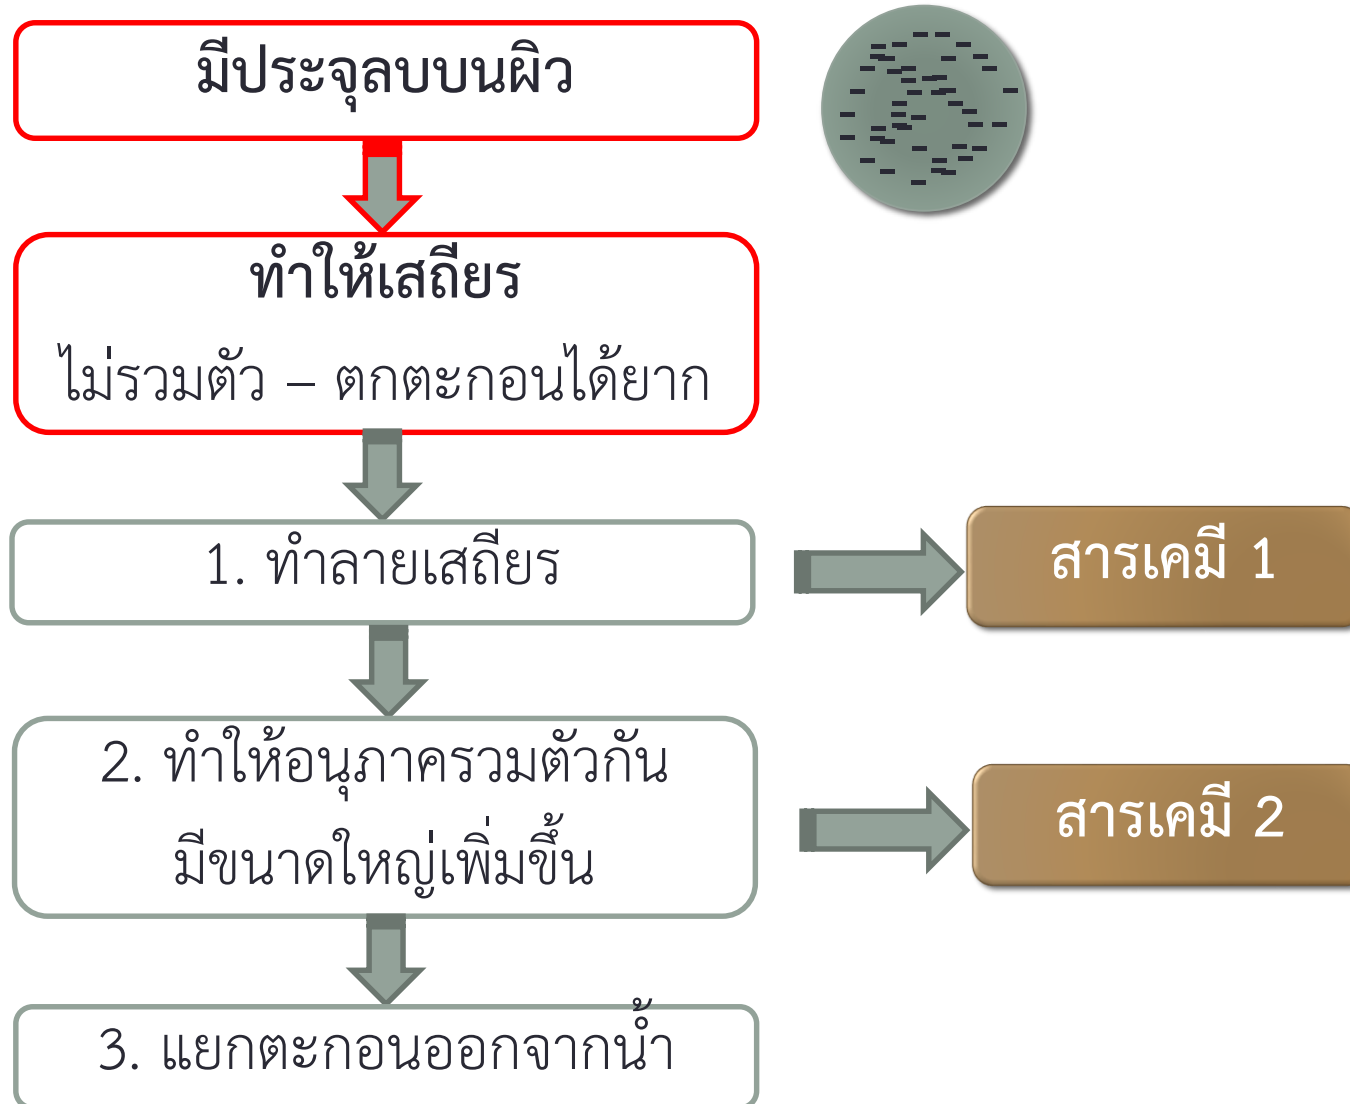 มีประจุลบบนผิว
ทำให้เสถียร
ไม่รวมตัว – ตกตะกอนได้ยาก
1. ทำลายเสถียร
สารเคมี 1
2. ทำให้อนุภาครวมตัวกัน
มีขนาดใหญ่เพิ่มขึ้น
สารเคมี 2
3. แยกตะกอนออกจากน้ำ